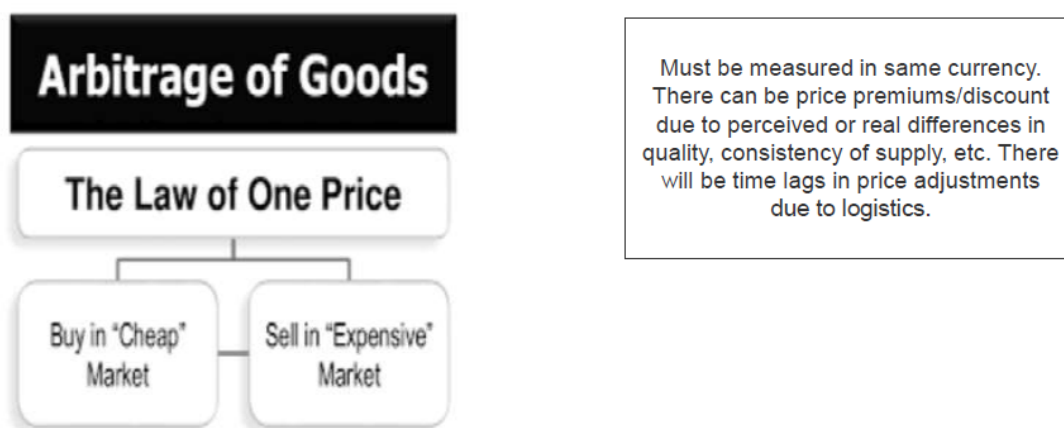 Arbitrage of Goods
The Law of One Price
Buy in "Cheap"
Market
Sell in "Expensive"
Market
Must be measured in same currency.
There can be price premiums/discount
due to perceived or real differences in
quality, consistency of supply, etc. There
will be time lags in price adjustments
due to logistics.